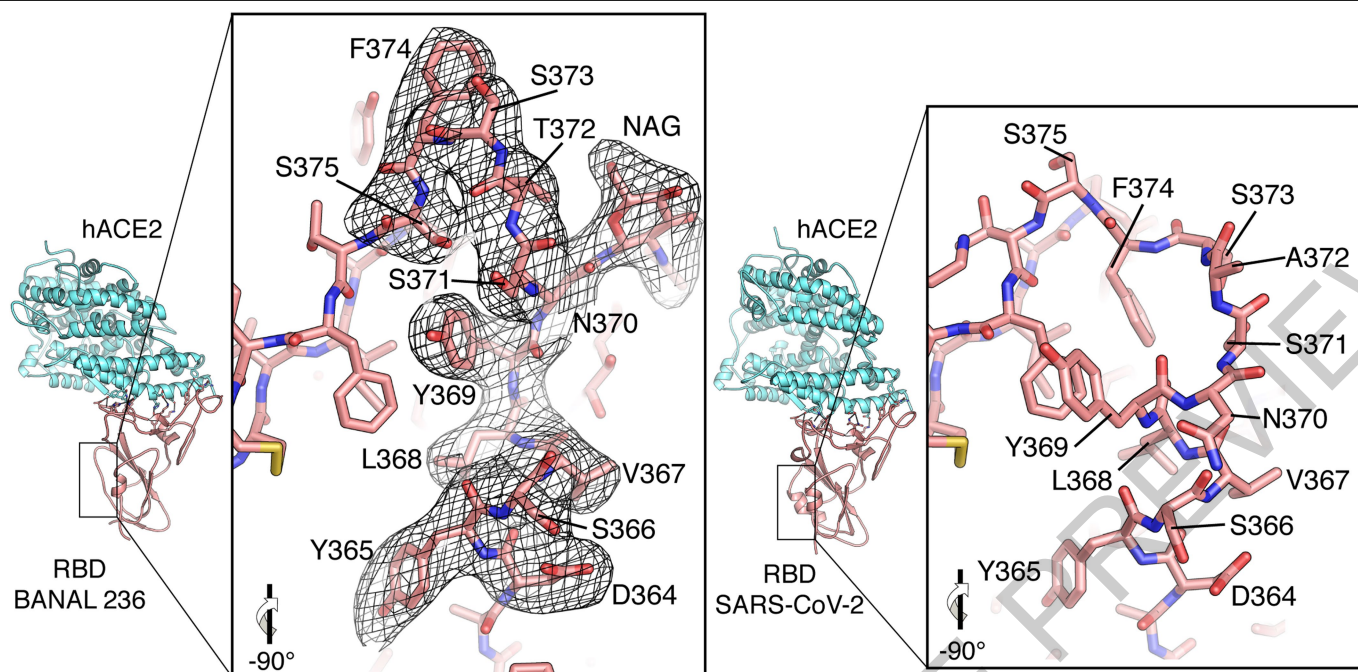 F374
S373
T372
NAG
S375
hACE2
S371
N370
Y369
L368
V367
S366
Y365
D364
RBD
BANAL 236
-90°
S375
F374
S373
hACE2
A372
S371
N370
Y369
L368
V367
S366
Y365
D364
RBD
SARS-CoV-2
-90°
PREVIEW